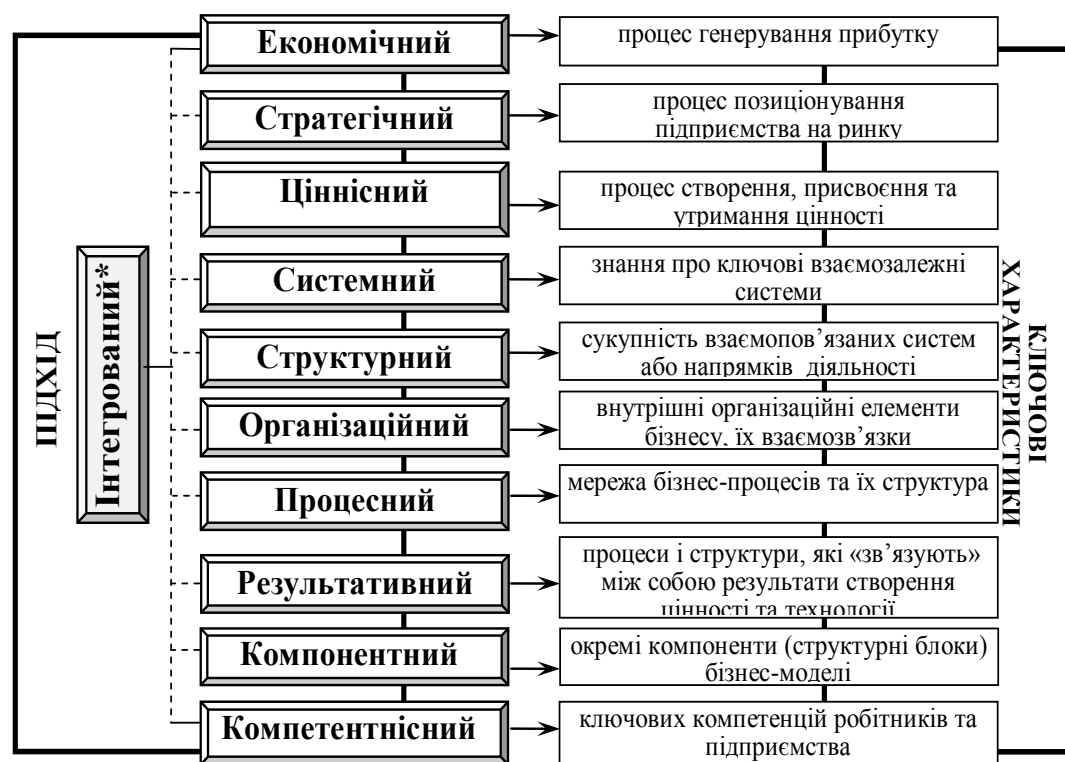 ПІДХІД
Інтегрований*
Економічний
процес генерування прибутку
Стратегічний
процес позиціонування
підприємства на ринку
Ціннісний
процес створення, присвоєння та
утримання цінності
Системний
знання про ключові взаємозалежні
системи
Структурний
сукупність взаємопов’язаних систем
або напрямків діяльності
Організаційний
внутрішні організаційні елементи
бізнесу, їх взаємозв’язки
Процесний
мережа бізнес-процесів та їх структура
Результативний
процеси і структури, які «зв’язують»
між собою результати створення
цінності та технології
Компонентний
окремі компоненти (структурні блоки)
бізнес-моделі
Компетентнісний
ключових компетенцій робітників та
підприємства
КЛЮЧОВІ
ХАРАКТЕРИСТИКИ